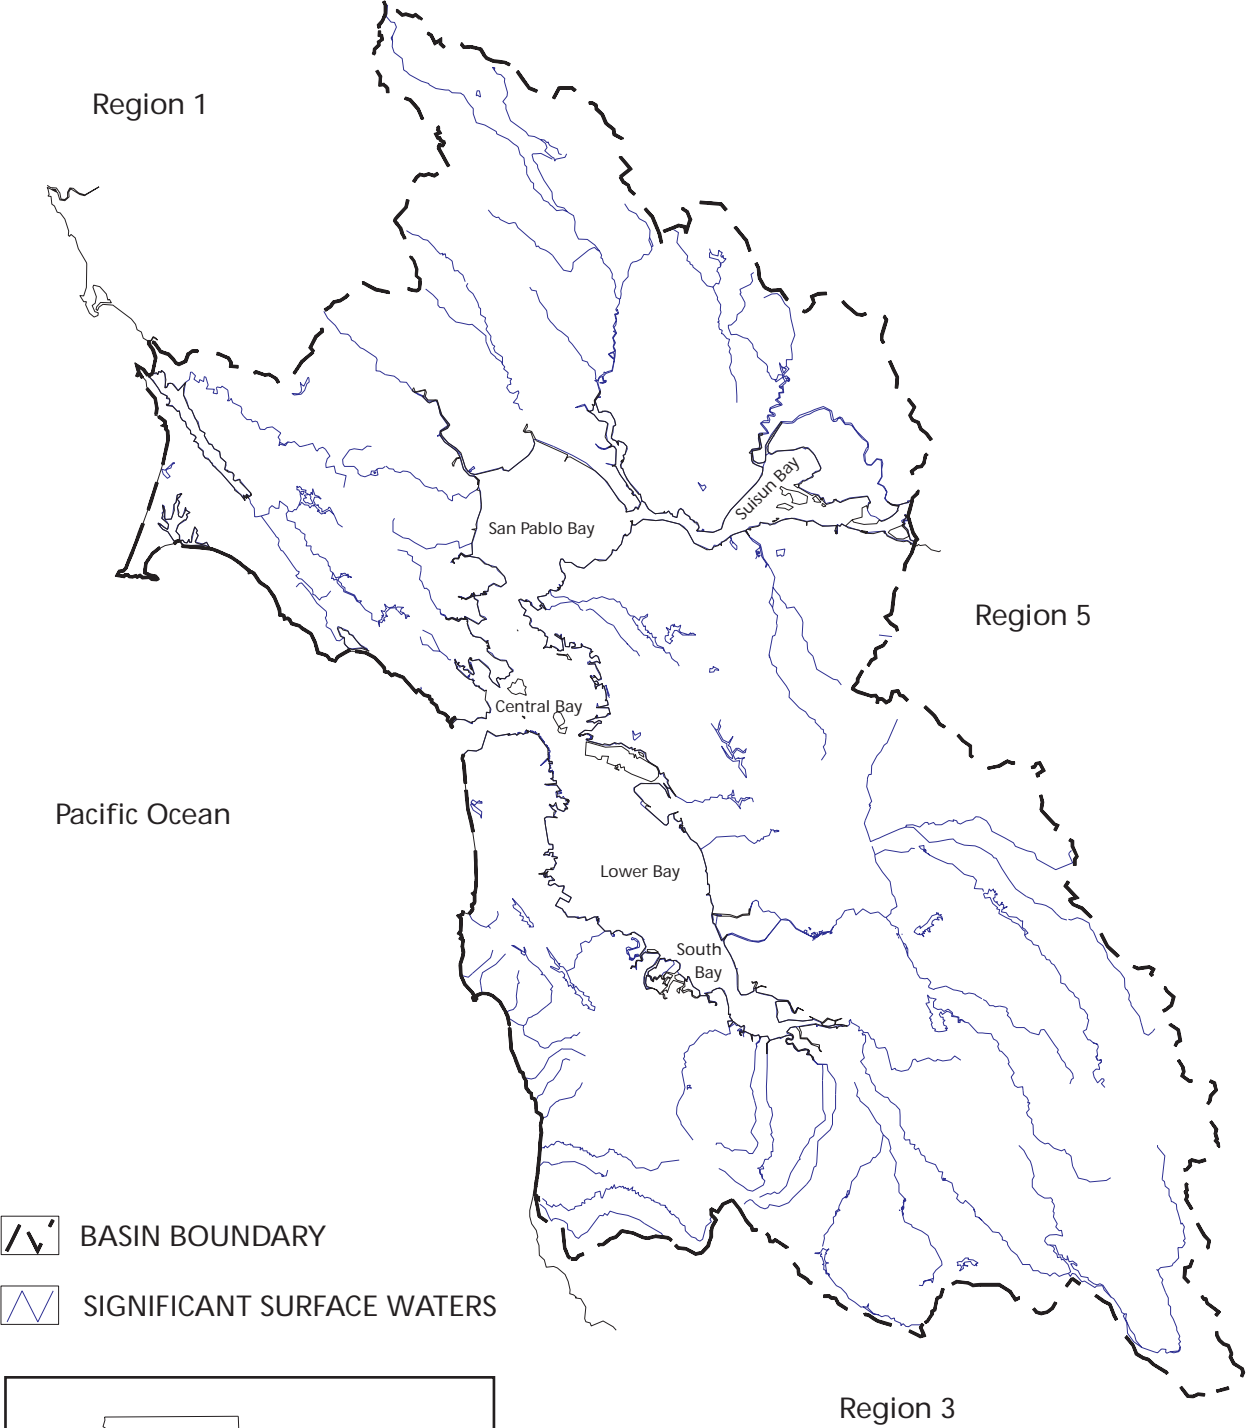 Region 1
Suisun Bay
San Pablo Bay
Region 5
Central Bay
Pacific Ocean
Lower Bay
South
Bay
BASIN BOUNDARY
SIGNIFICANT SURFACE WATERS
Region 3